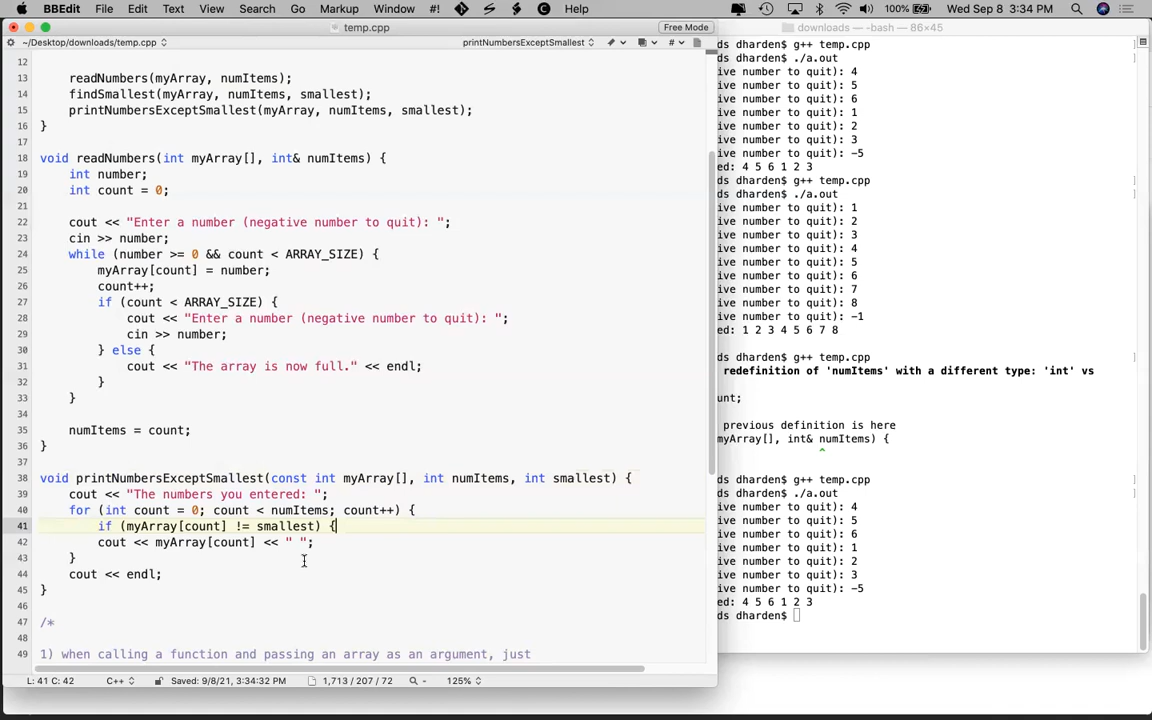 BBEdit File Edit Text View Search Go Markup Window #! Help 100% Wed Sep 8 3:34 PM
temp.cpp Free Mode
~/Desktop/downloads/temp.cpp printNumbersExceptSmallest #
12
13 readNumbers(myArray, numItems);
14 findSmallest(myArray, numItems, smallest);
15 printNumbersExceptSmallest(myArray, numItems, smallest);
16 }
17
18 void readNumbers(int myArray[], int& numItems) {
19 int number;
20 int count = 0;
21
22 cout << "Enter a number (negative number to quit): ";
23 cin >> number;
24 while (number >= 0 && count < ARRAY_SIZE) {
25 myArray[count] = number;
26 count++;
27 if (count < ARRAY_SIZE) {
28 cout << "Enter a number (negative number to quit): ";
29 cin >> number;
30 } else {
31 cout << "The array is now full." << endl;
32 }
33 }
34
35 numItems = count;
36 }
37
38 void printNumbersExceptSmallest(const int myArray[], int numItems, int smallest) {
39 cout << "The numbers you entered: ";
40 for (int count = 0; count < numItems; count++) {
41 if (myArray[count] != smallest) {
42 cout << myArray[count] << " ";
43 }
44 cout << endl;
45 }
46
47 /*
48
49 1) when calling a function and passing an array as an argument, just
L: 41 C: 42 C++ Saved: 9/8/21, 3:34:32 PM 1,713 / 207 / 72 125%
downloads — -bash — 86×45
ds dharden$ g++ temp.cpp
ds dharden$ ./a.out
ive number to quit): 4
ive number to quit): 5
ive number to quit): 6
ive number to quit): 1
ive number to quit): 2
ive number to quit): 3
ive number to quit): -5
ed: 4 5 6 1 2 3
ds dharden$ g++ temp.cpp
ds dharden$ ./a.out
ive number to quit): 1
ive number to quit): 2
ive number to quit): 3
ive number to quit): 4
ive number to quit): 5
ive number to quit): 6
ive number to quit): 7
ive number to quit): 8
ive number to quit): -1
ed: 1 2 3 4 5 6 7 8
ds dharden$ g++ temp.cpp
redefinition of 'numItems' with a different type: 'int' vs
unt;
previous definition is here
myArray[], int& numItems) {
^
ds dharden$ g++ temp.cpp
ds dharden$ ./a.out
ive number to quit): 4
ive number to quit): 5
ive number to quit): 6
ive number to quit): 1
ive number to quit): 2
ive number to quit): 3
ive number to quit): -5
ed: 4 5 6 1 2 3
ds dharden$